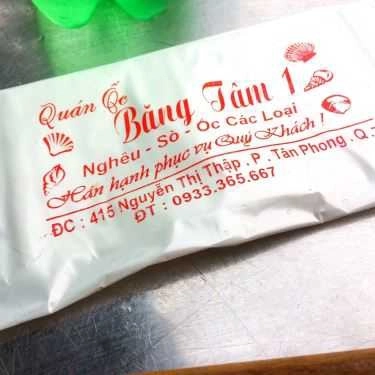 Quán Ốc
Băng Tâm 1
Nghêu - Sò - Ốc Các Loại
Hân hạnh phục vụ Quý Khách !
ĐC : 415 Nguyễn Thị Thập . P . Tân Phong . Q .
ĐT : 0933.365.667